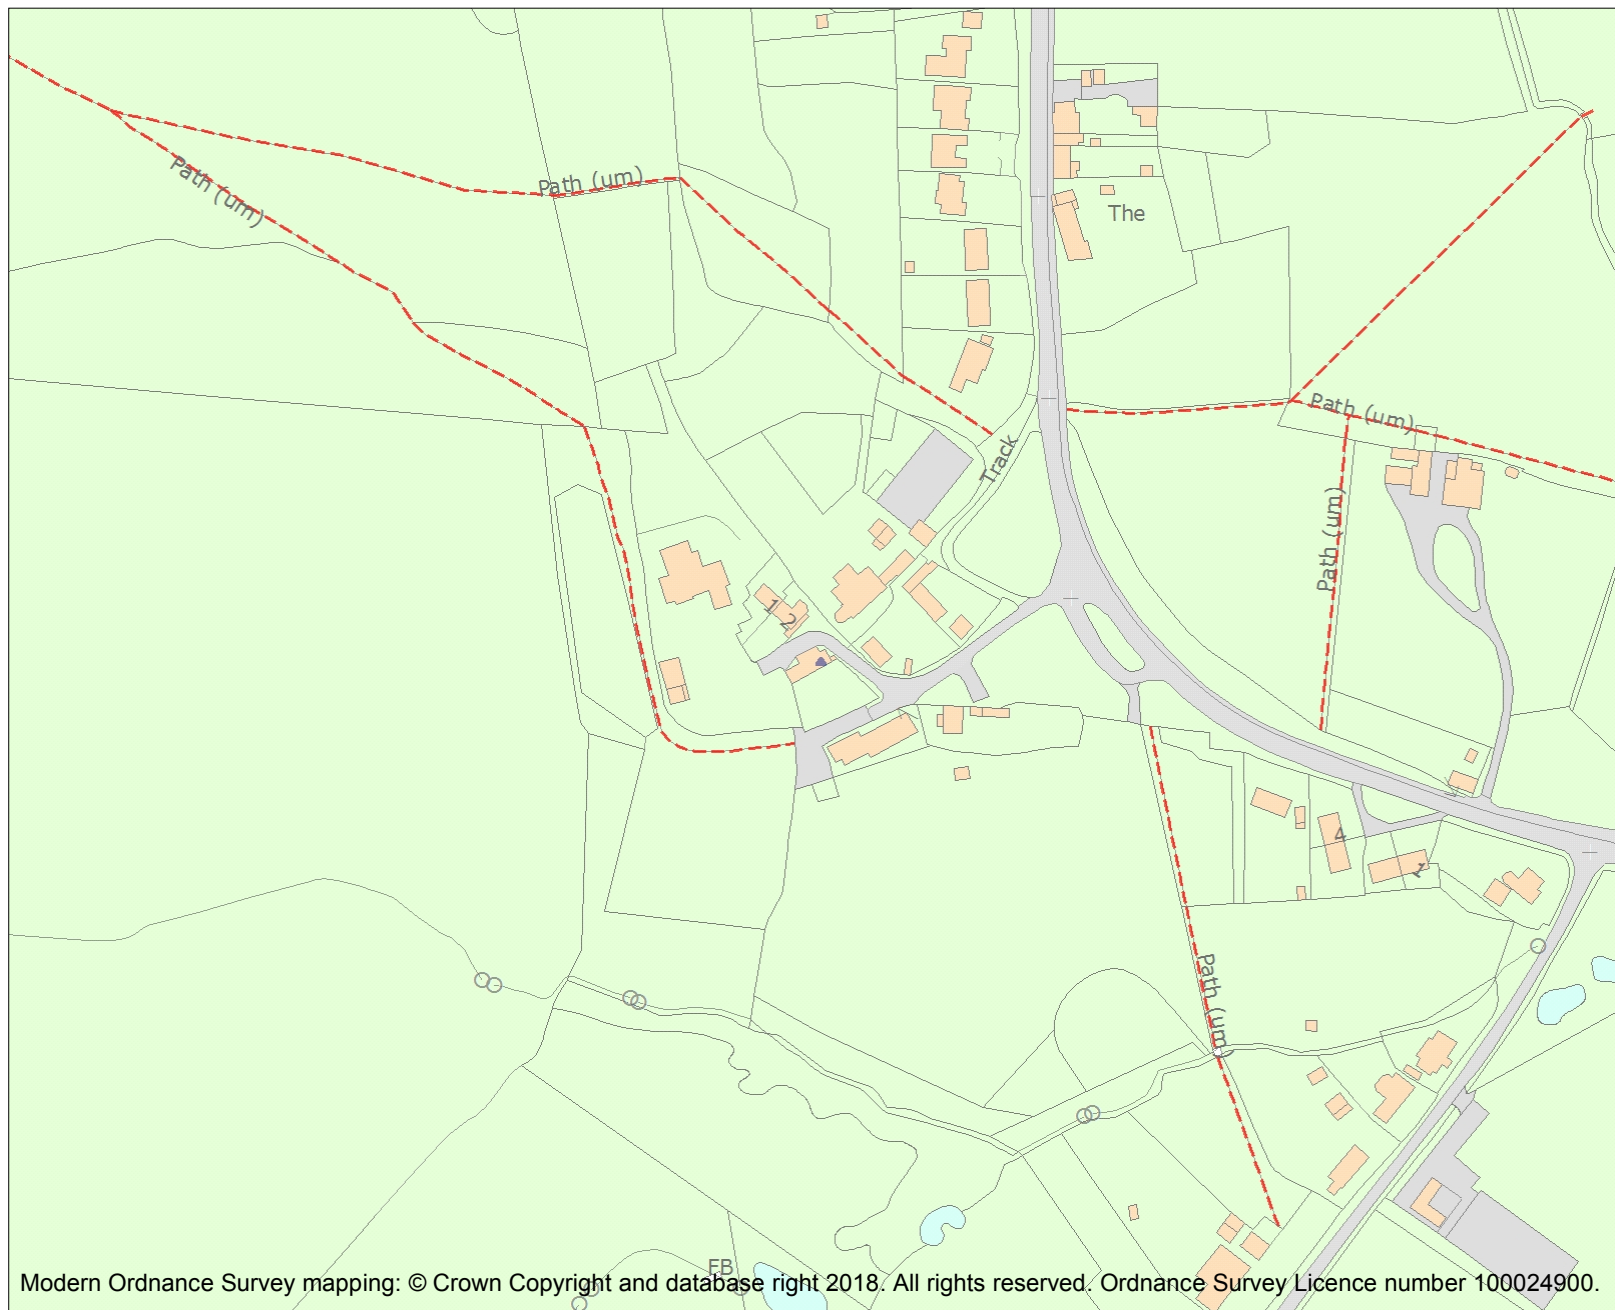 Path (um)
Path (um)
The
Path (um)
Track
Path (um)
1
2
4
1
Path (um)
FB
Modern Ordnance Survey mapping: © Crown Copyright and database right 2018. All rights reserved. Ordnance Survey Licence number 100024900.